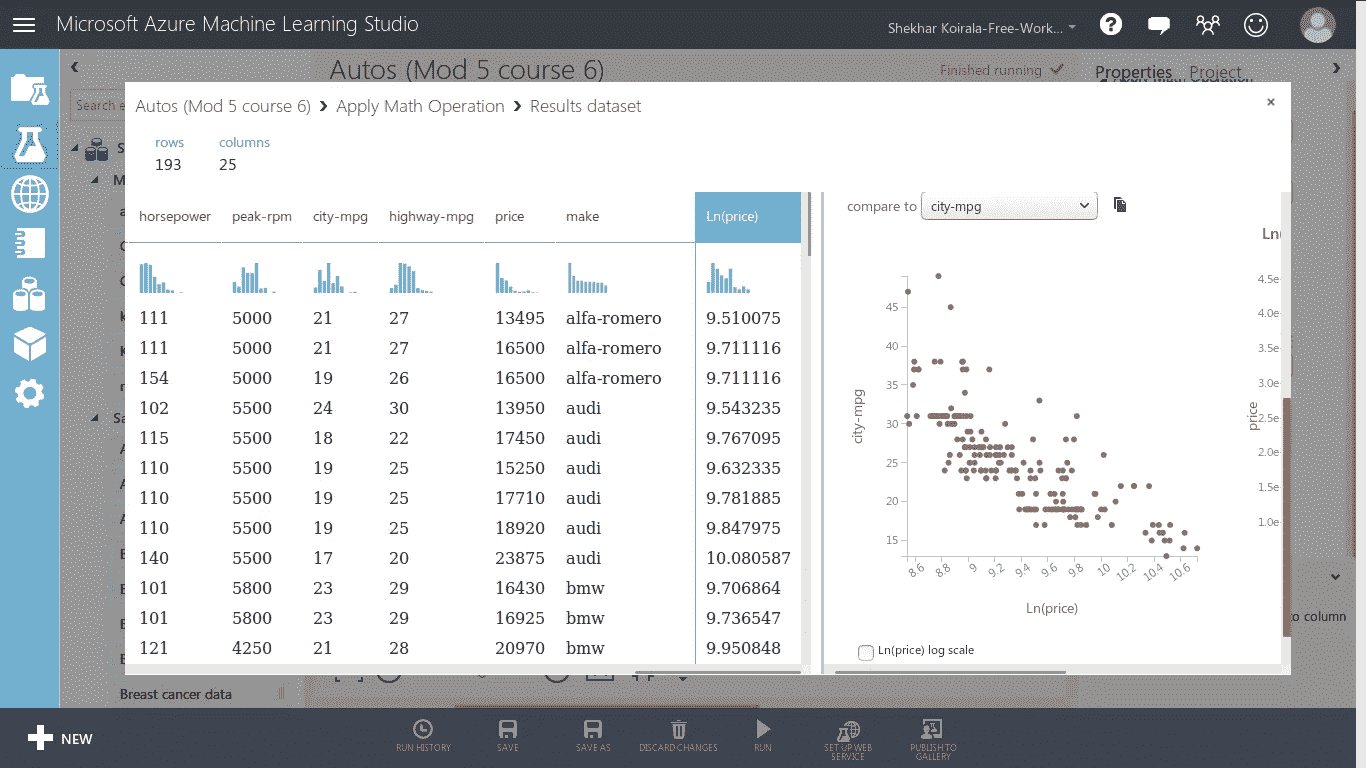 Microsoft Azure Machine Learning Studio
Shekhar Koirala-Free-Work...
Autos (Mod 5 course 6)
Finished running
Properties Project
Search e
Autos (Mod 5 course 6) > Apply Math Operation > Results dataset
×
rows columns
193 25
horsepower peak-rpm city-mpg highway-mpg price make Ln(price)
111 5000 21 27 13495 alfa-romero 9.510075
111 5000 21 27 16500 alfa-romero 9.711116
154 5000 19 26 16500 alfa-romero 9.711116
102 5500 24 30 13950 audi 9.543235
115 5500 18 22 17450 audi 9.767095
110 5500 19 25 15250 audi 9.632335
110 5500 19 25 17710 audi 9.781885
110 5500 19 25 18920 audi 9.847975
140 5500 17 20 23875 audi 10.080587
101 5800 23 29 16430 bmw 9.706864
101 5800 23 29 16925 bmw 9.736547
121 4250 21 28 20970 bmw 9.950848
compare to city-mpg
city-mpg
45
40
35
30
25
20
15
8.6 8.8 9 9.2 9.4 9.6 9.8 10 10.2 10.4 10.6
Ln(price)
Ln(price) log scale
Ln(
price
4.5e
4.0e
3.5e
3.0e
2.5e
2.0e
1.5e
1.0e
to column
Breast cancer data
NEW
RUN HISTORY
SAVE
SAVE AS
DISCARD CHANGES
RUN
SET UP WEB
SERVICE
PUBLISH TO
GALLERY